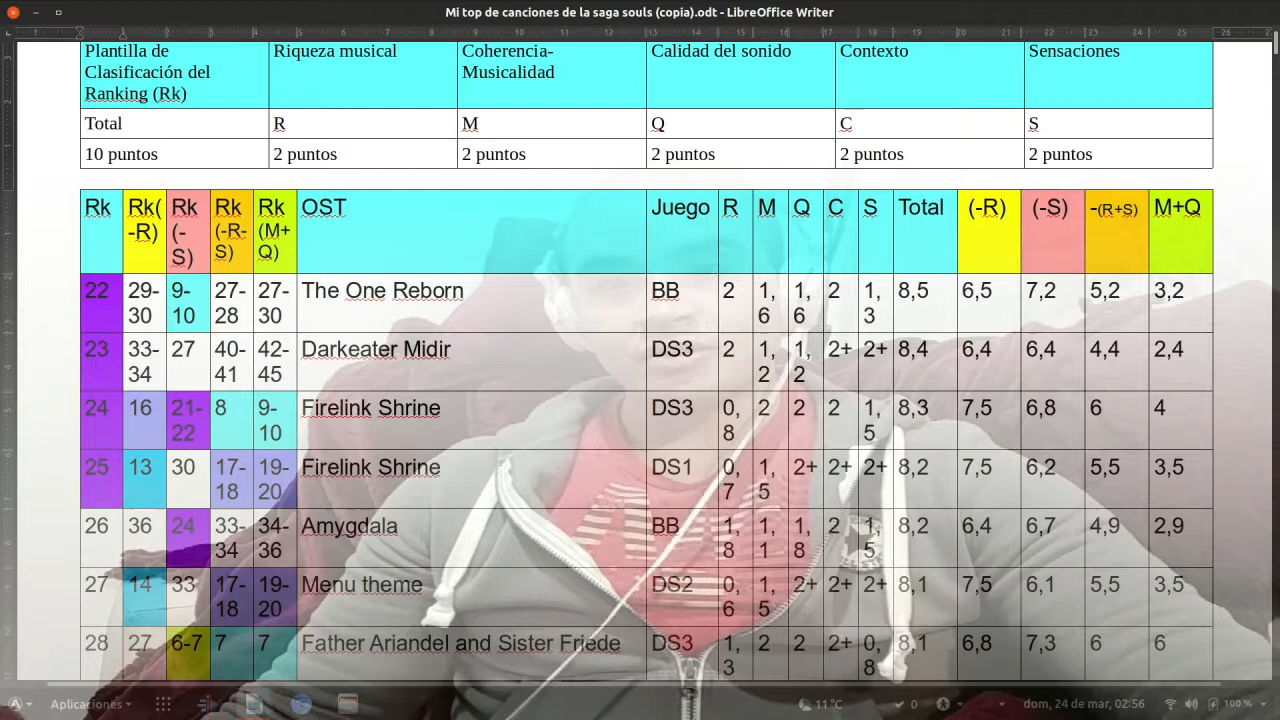 Mi top de canciones de la saga souls (copia).odt - LibreOffice Writer
Plantilla de Clasificación del Ranking (Rk) Riqueza musical Coherencia-Musicalidad Calidad del sonido Contexto Sensaciones
Total R M Q C S
10 puntos 2 puntos 2 puntos 2 puntos 2 puntos 2 puntos
Rk Rk(-R) Rk (-S) Rk (-R-S) Rk (M+Q) OST Juego R M Q C S Total (-R) (-S) -(R+S) M+Q
22 29-30 9-10 27-28 27-30 The One Reborn BB 2 1,6 1,6 2 1,3 8,5 6,5 7,2 5,2 3,2
23 33-34 27 40-41 42-45 Darkeater Midir DS3 2 1,2 1,2 2+ 2+ 8,4 6,4 6,4 4,4 2,4
24 16 21-22 8 9-10 Firelink Shrine DS3 0,8 2 2 2 1,5 8,3 7,5 6,8 6 4
25 13 30 17-18 19-20 Firelink Shrine DS1 0,7 1,5 2+ 2+ 2+ 8,2 7,5 6,2 5,5 3,5
26 36 24 33-34 34-36 Amygdala BB 1,8 1,1 1,8 2 1,5 8,2 6,4 6,7 4,9 2,9
27 14 33 17-18 19-20 Menu theme DS2 0,6 1,5 2+ 2+ 2+ 8,1 7,5 6,1 5,5 3,5
28 27 6-7 7 7 Father Ariandel and Sister Friede DS3 1,3 2 2 2+ 0,8 8,1 6,8 7,3 6 6
Aplicaciones 11 °C 0 dom, 24 de mar, 02:56 100 %